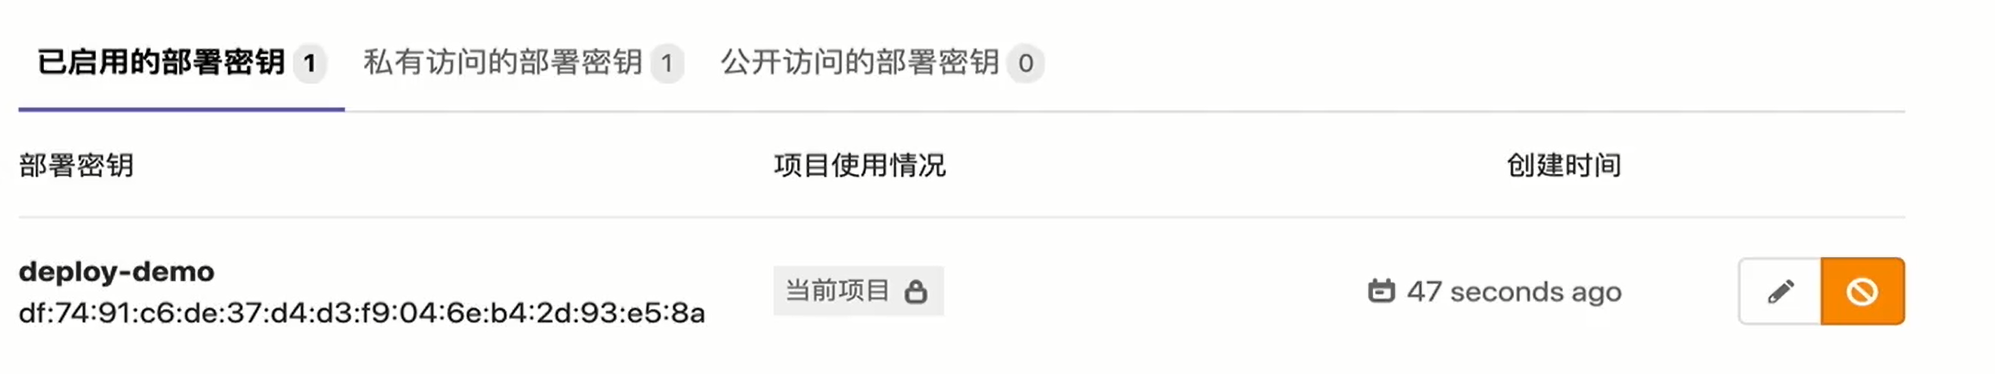 已启用的部署密钥 1 私有访问的部署密钥 1 公开访问的部署密钥 0
部署密钥 项目使用情况 创建时间
deploy-demo
df:74:91:c6:de:37:d4:d3:f9:04:6e:b4:2d:93:e5:8a
当前项目
47 seconds ago